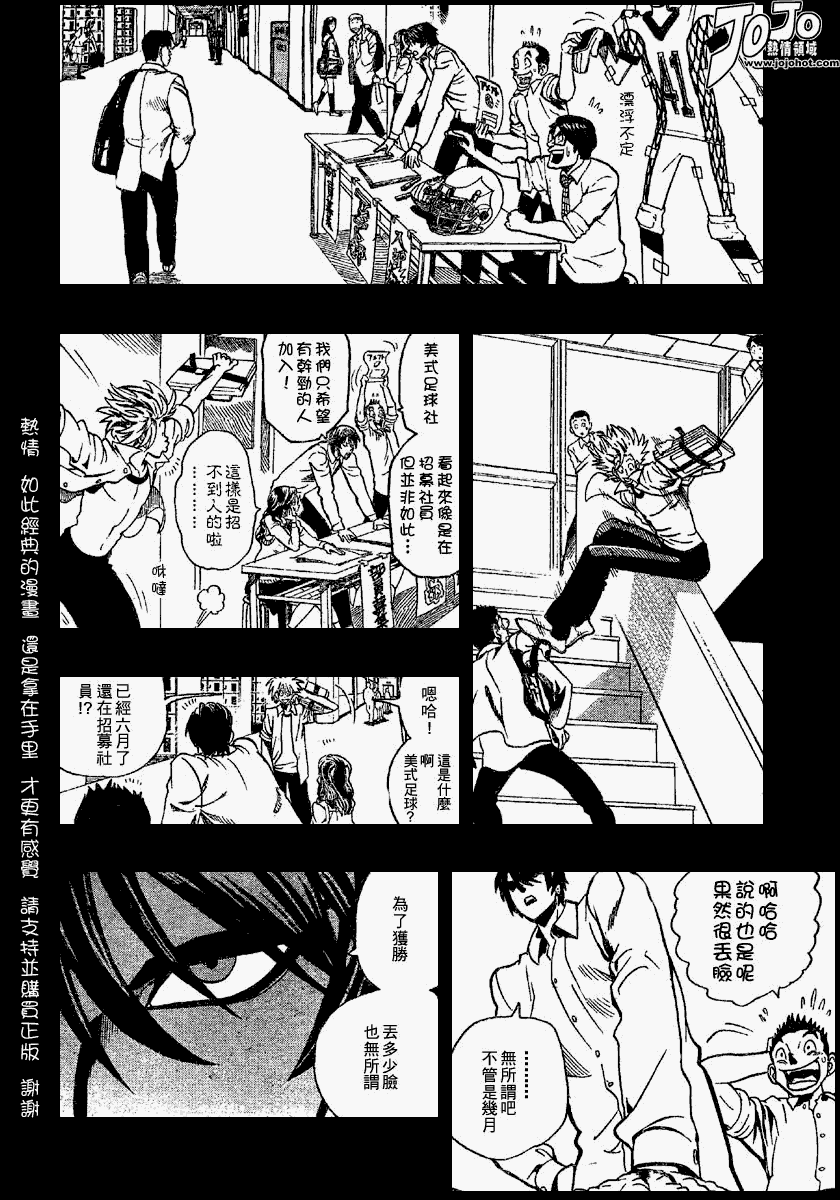 JOJO
熱情領域
www.jojohot.com
漂浮不定
A1
美式足球社
看起來像是在
招募社員
但並非如此…
我們只希望
有幹勁的人
加入！
這樣是招
不到人的啦
………
咻噠
嗯哈！
這是什麼
啊
美式足球？
已經六月了
還在招募社
員!?
啊哈哈
說的也是呢
果然很丟臉
………
無所謂吧
不管是幾月
為了獲勝
丟多少臉
也無所謂
熱情 如此經典的漫畫 還是拿在手里 才更有感覺 請支持並購買正版 謝謝